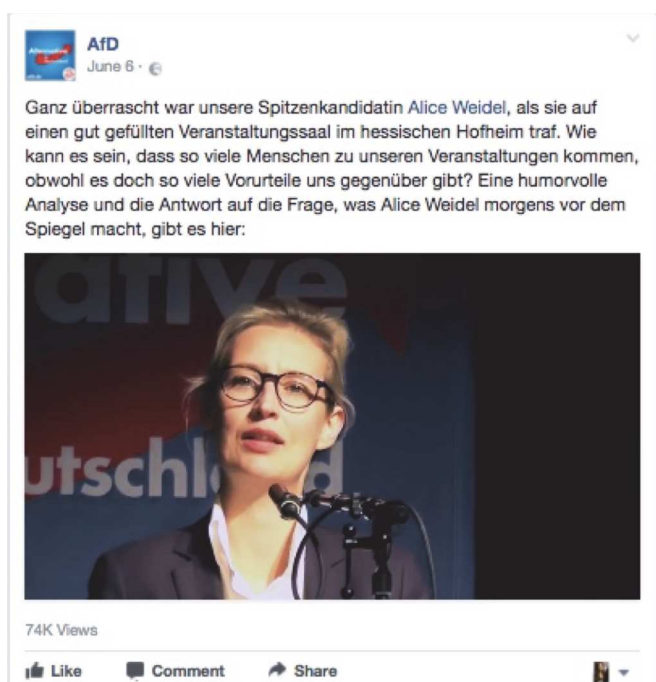 AfD
June 6
Ganz überrascht war unsere Spitzenkandidatin Alice Weidel, als sie auf
einen gut gefüllten Veranstaltungssaal im hessischen Hofheim traf. Wie
kann es sein, dass so viele Menschen zu unseren Veranstaltungen kommen,
obwohl es doch so viele Vorurteile uns gegenüber gibt? Eine humorvolle
Analyse und die Antwort auf die Frage, was Alice Weidel morgens vor dem
Spiegel macht, gibt es hier:
ative
utschl d
74K Views
Like Comment Share